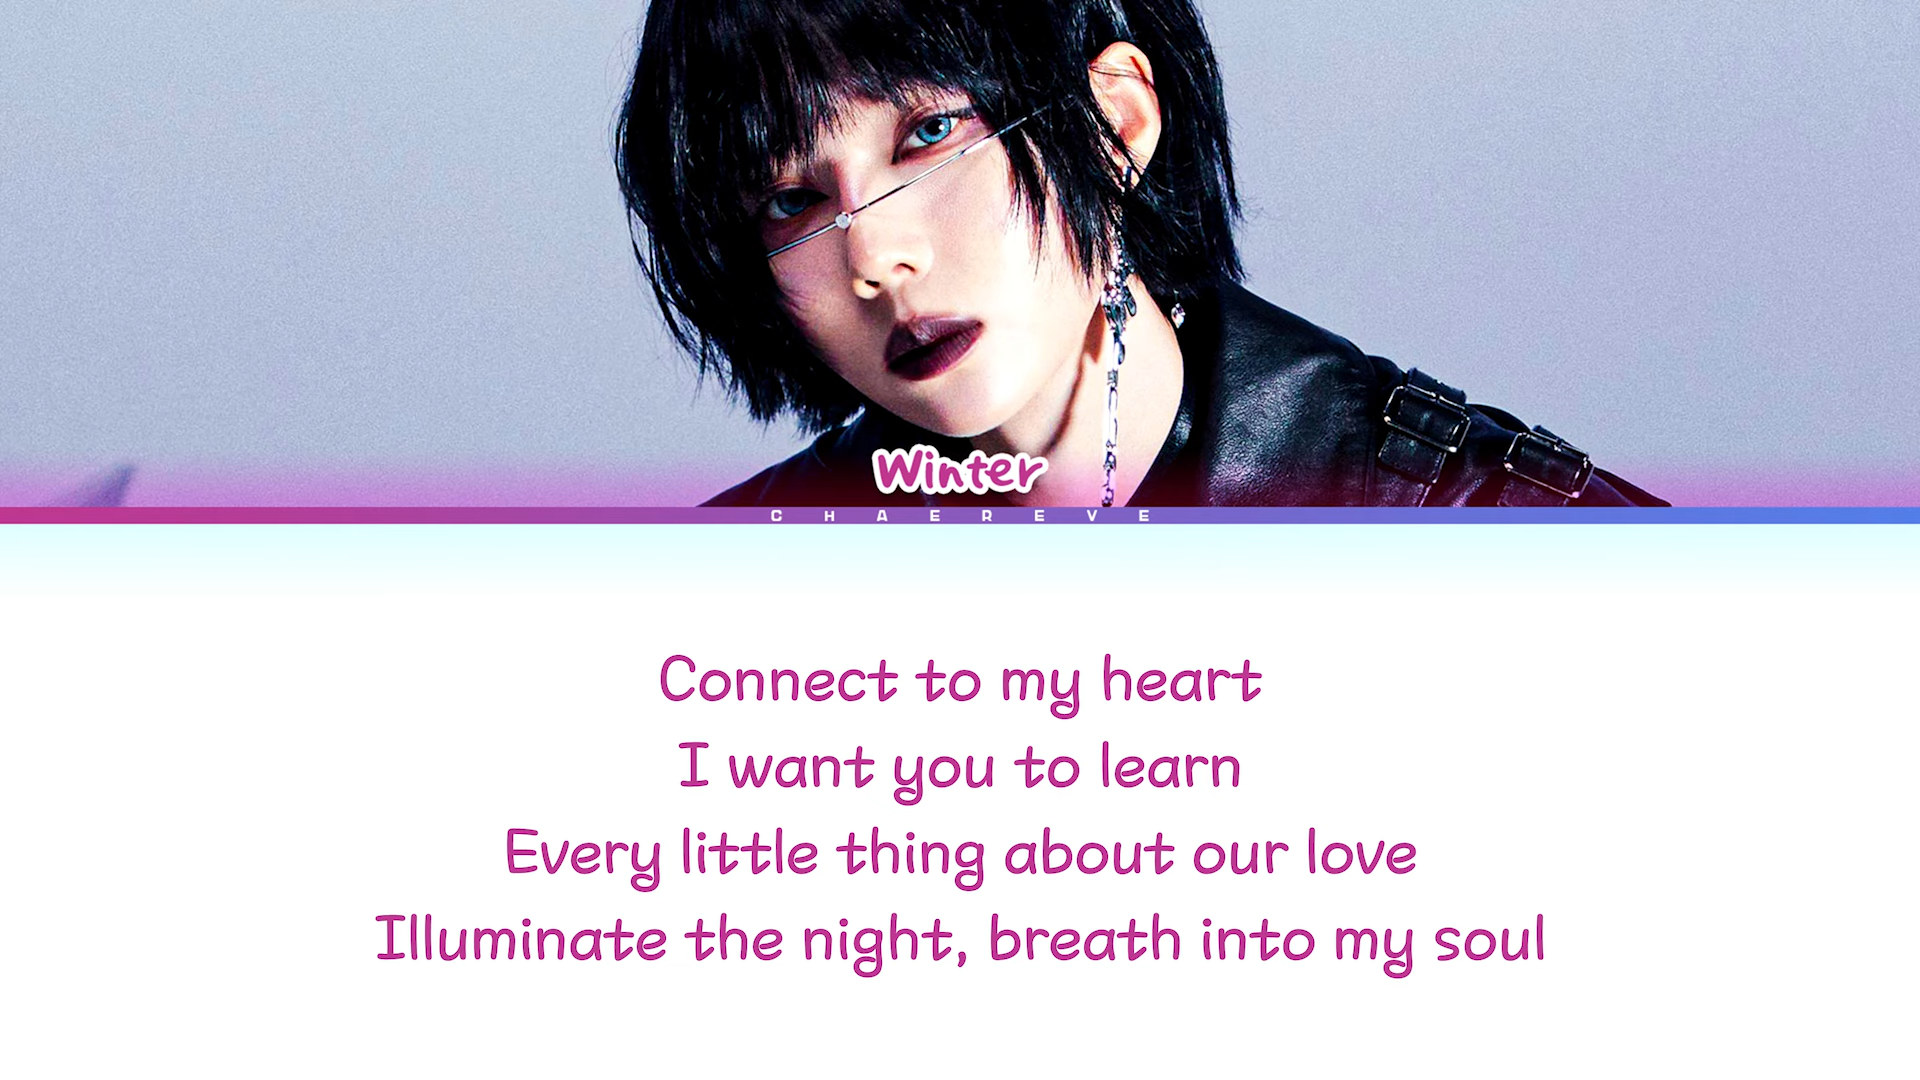 Winter
CHAEREVE
Connect to my heart
I want you to learn
Every little thing about our love
Illuminate the night, breath into my soul